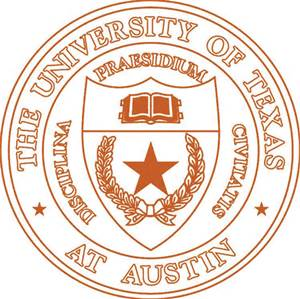 THE UNIVERSITY OF TEXAS
AT AUSTIN
DISCIPLINA PRAESIDIUM CIVITATIS